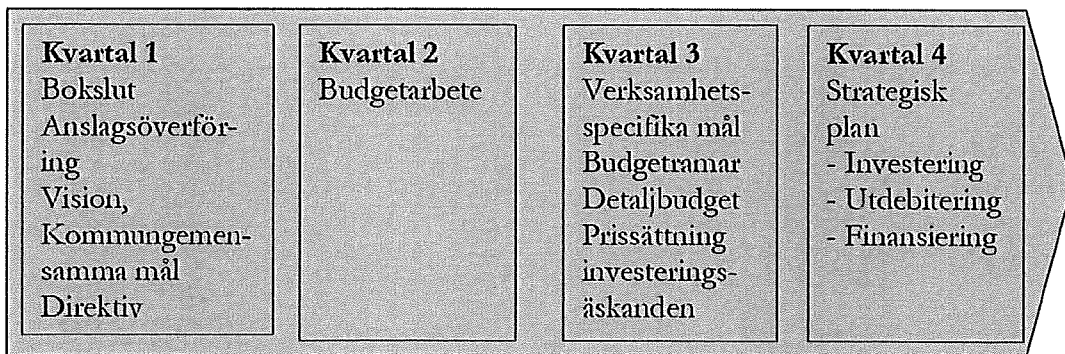 Kvartal 1
Bokslut
Anslagsöverför-
ing
Vision,
Kommungemen-
samma mål
Direktiv
Kvartal 2
Budgetarbete
Kvartal 3
Verksamhets-
specifika mål
Budgetramar
Detaljbudget
Prissättning
investerings-
äskanden
Kvartal 4
Strategisk
plan
- Investering
- Utdebitering
- Finansiering